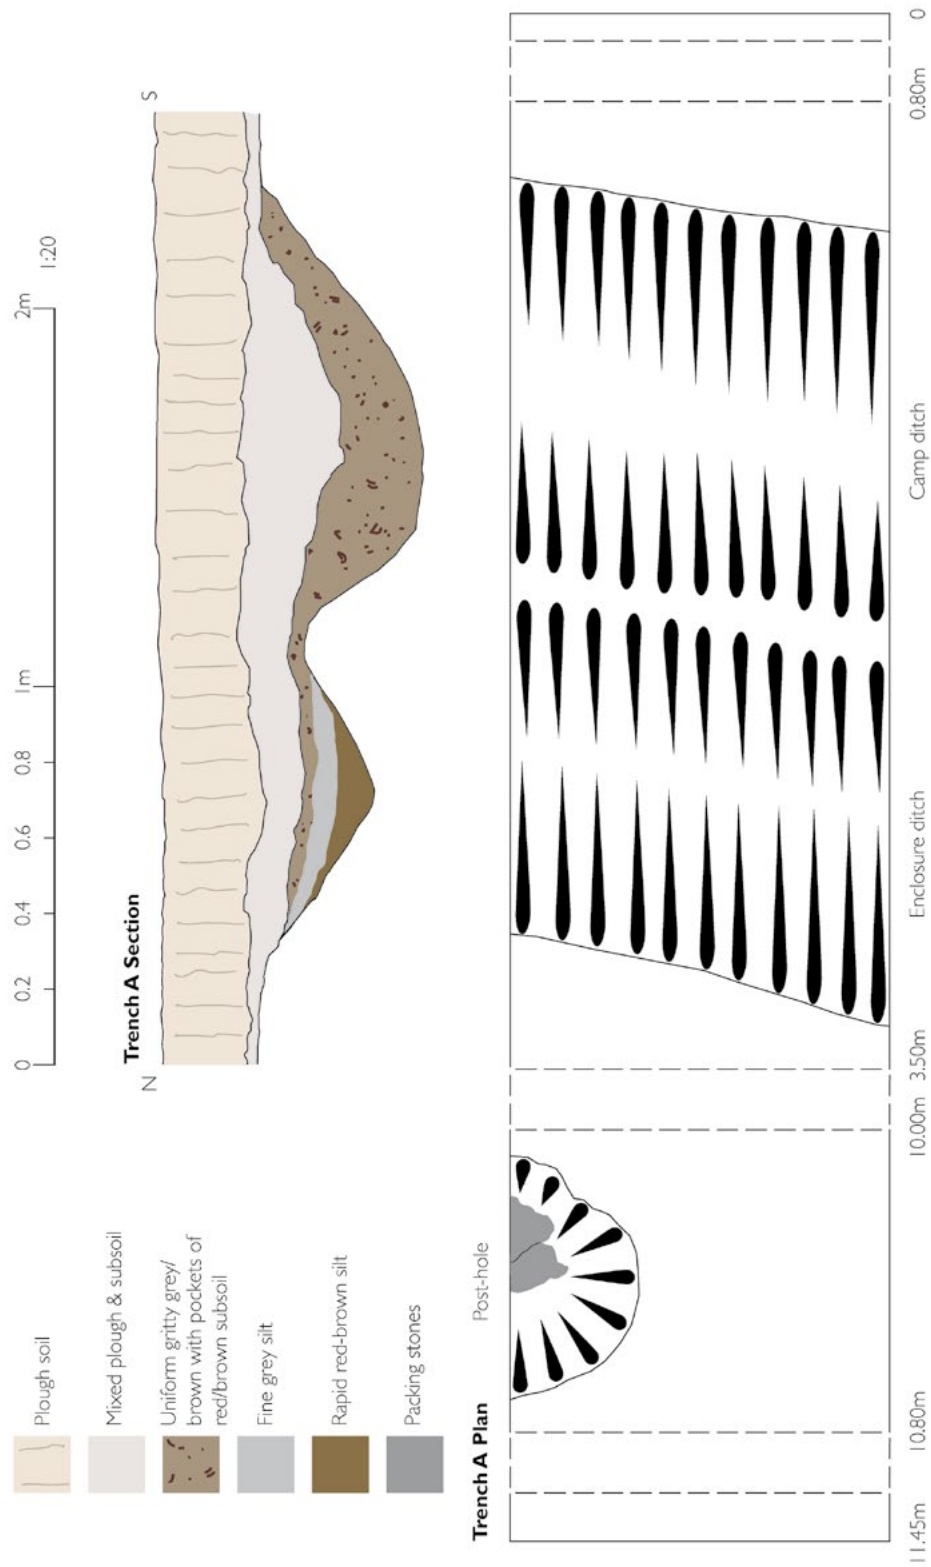 Plough soil
Mixed plough & subsoil
Uniform gritty grey/
brown with pockets of
red/brown subsoil
Fine grey silt
Rapid red-brown silt
Packing stones
0 0.2 0.4 0.6 0.8 1m 2m
1:20
Trench A Section
N S
Trench A Plan
Post-hole
11.45m 10.80m 10.00m 3.50m Enclosure ditch Camp ditch 0.80m 0